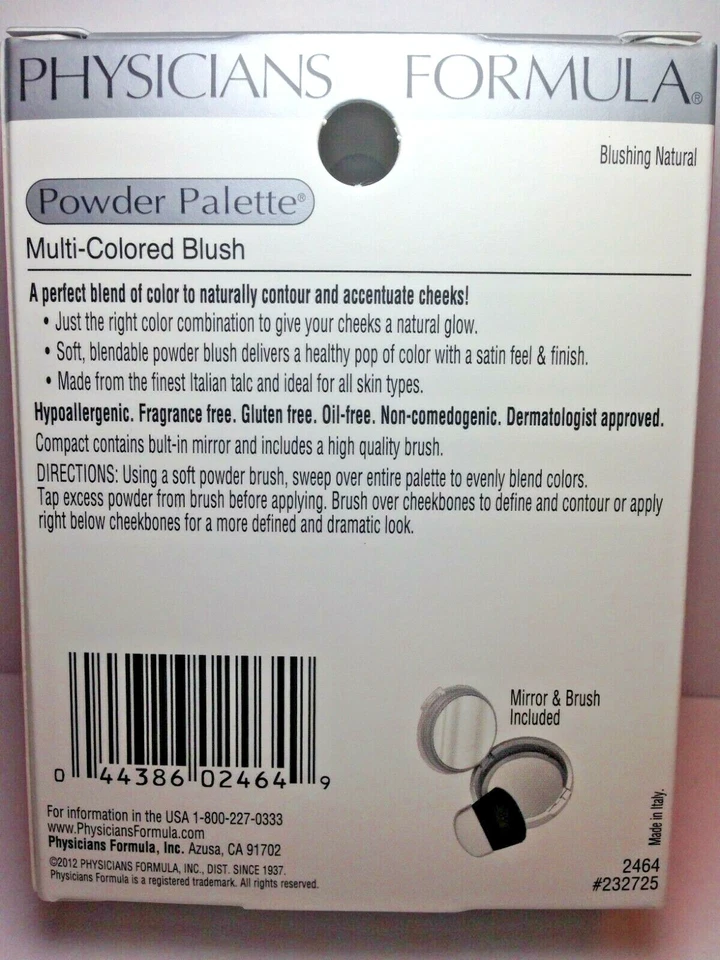 PHYSICIANS FORMULA®
Blushing Natural
Powder Palette®
Multi-Colored Blush
A perfect blend of color to naturally contour and accentuate cheeks!
• Just the right color combination to give your cheeks a natural glow.
• Soft, blendable powder blush delivers a healthy pop of color with a satin feel & finish.
• Made from the finest Italian talc and ideal for all skin types.
Hypoallergenic. Fragrance free. Gluten free. Oil-free. Non-comedogenic. Dermatologist approved.
Compact contains bult-in mirror and includes a high quality brush.
DIRECTIONS: Using a soft powder brush, sweep over entire palette to evenly blend colors.
Tap excess powder from brush before applying. Brush over cheekbones to define and contour or apply
right below cheekbones for a more defined and dramatic look.
Mirror & Brush
Included
0 44386 02464 9
For information in the USA 1-800-227-0333
www.PhysiciansFormula.com
Physicians Formula, Inc. Azusa, CA 91702
©2012 PHYSICIANS FORMULA, INC., DIST. SINCE 1937.
Physicians Formula is a registered trademark. All rights reserved.
Made in Italy.
2464
#232725